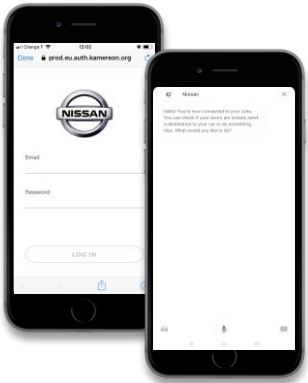 Orange F
12:02
Done prod.eu.auth.kamereon.org
NISSAN
Email
Password
LOG IN
Nissan
Hello! You're now connected to your Juke.
You can check if your doors are locked, send
a destination to your car or do something
else. What would you like to do?